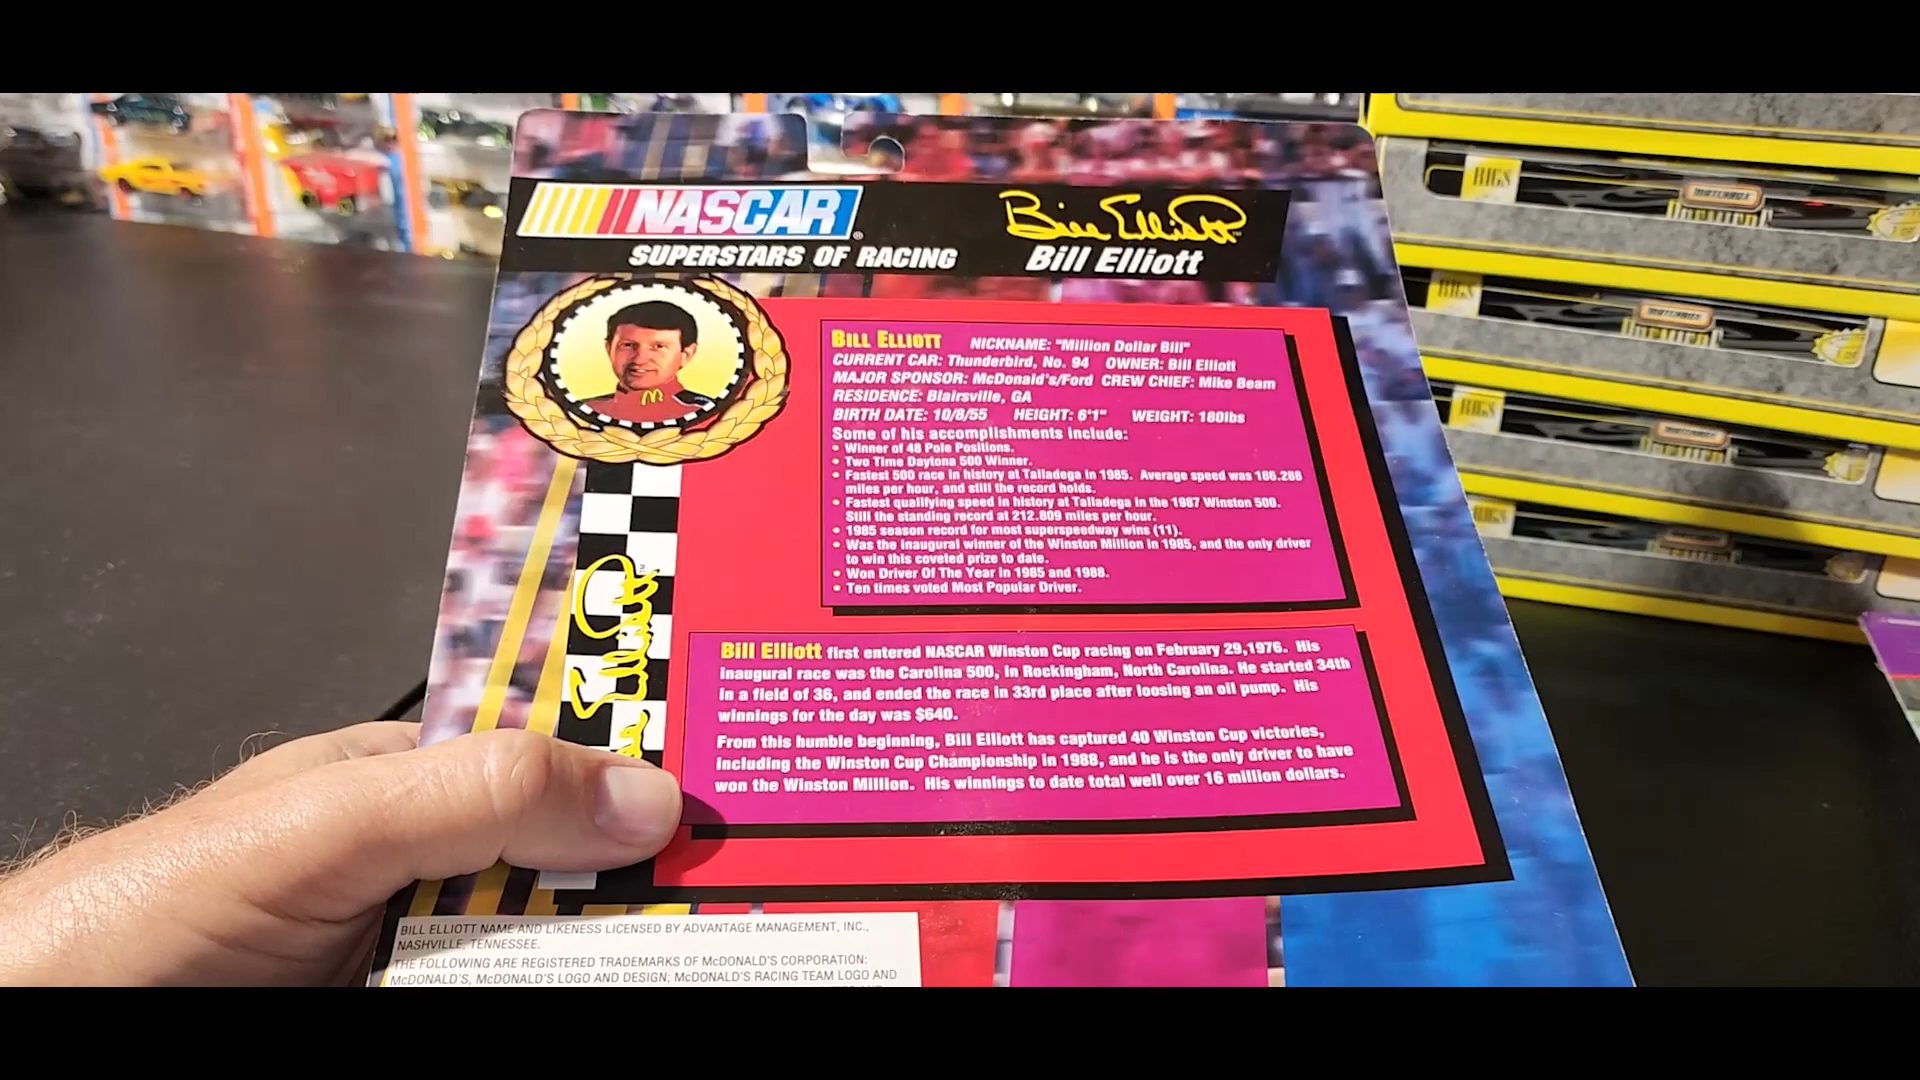 NASCAR
SUPERSTARS OF RACING
Bill Elliott
Bill Elliott
BILL ELLIOTT NICKNAME: "Million Dollar Bill"
CURRENT CAR: Thunderbird, No. 94 OWNER: Bill Elliott
MAJOR SPONSOR: McDonald's/Ford CREW CHIEF: Mike Beam
RESIDENCE: Blairsville, GA
BIRTH DATE: 10/8/55 HEIGHT: 6'1" WEIGHT: 180lbs
Some of his accomplishments include:
• Winner of 48 Pole Positions.
• Two Time Daytona 500 Winner.
• Fastest 500 race in history at Talladega in 1985. Average speed was 186.288
miles per hour, and still the record holds.
• Fastest qualifying speed in history at Talladega in the 1987 Winston 500.
Still the standing record at 212.809 miles per hour.
• 1985 season record for most superspeedway wins (11).
• Was the inaugural winner of the Winston Million in 1985, and the only driver
to win this coveted prize to date.
• Won Driver Of The Year in 1985 and 1988.
• Ten times voted Most Popular Driver.
Bill Elliott first entered NASCAR Winston Cup racing on February 29,1976. His
inaugural race was the Carolina 500, in Rockingham, North Carolina. He started 34th
in a field of 36, and ended the race in 33rd place after loosing an oil pump. His
winnings for the day was $640.
From this humble beginning, Bill Elliott has captured 40 Winston Cup victories,
including the Winston Cup Championship in 1988, and he is the only driver to have
won the Winston Million. His winnings to date total well over 16 million dollars.
Elliott
BILL ELLIOTT NAME AND LIKENESS LICENSED BY ADVANTAGE MANAGEMENT, INC.,
NASHVILLE, TENNESSEE.
THE FOLLOWING ARE REGISTERED TRADEMARKS OF McDONALD'S CORPORATION:
McDONALD'S, McDONALD'S LOGO AND DESIGN; McDONALD'S RACING TEAM LOGO AND
RIGS
MATCHBOX
PREMIERE
RIGS
MATCHBOX
RIGS
MATCHBOX
RIGS